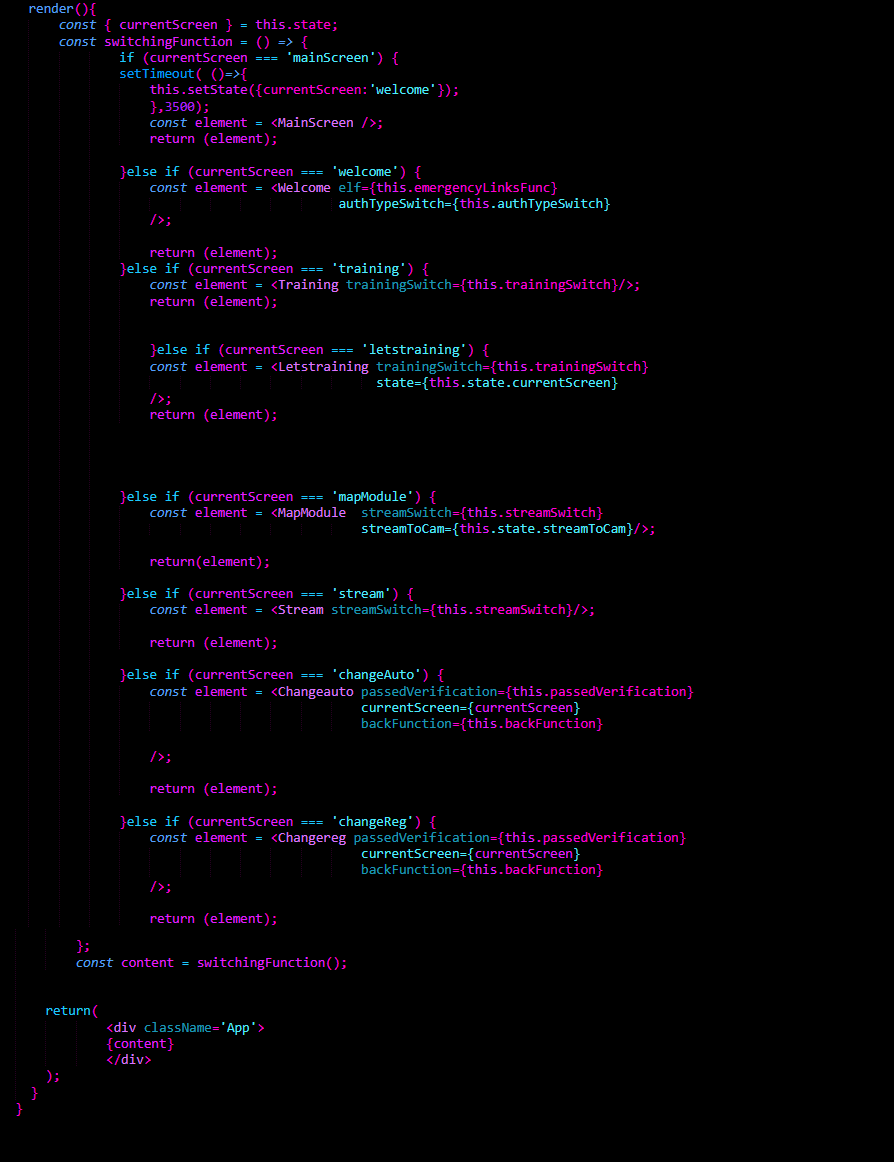 render(){
const { currentScreen } = this.state;
const switchingFunction = () => {
if (currentScreen === 'mainScreen') {
setTimeout( ()=>{
this.setState({currentScreen:'welcome'});
},3500);
const element = <MainScreen />;
return (element);
}else if (currentScreen === 'welcome') {
const element = <Welcome elf={this.emergencyLinksFunc}
authTypeSwitch={this.authTypeSwitch}
/>;
return (element);
}else if (currentScreen === 'training') {
const element = <Training trainingSwitch={this.trainingSwitch}/>;
return (element);
}else if (currentScreen === 'letstraining') {
const element = <Letstraining trainingSwitch={this.trainingSwitch}
state={this.state.currentScreen}
/>;
return (element);
}else if (currentScreen === 'mapModule') {
const element = <MapModule  streamSwitch={this.streamSwitch}
streamToCam={this.state.streamToCam}/>;
return(element);
}else if (currentScreen === 'stream') {
const element = <Stream streamSwitch={this.streamSwitch}/>;
return (element);
}else if (currentScreen === 'changeAuto') {
const element = <Changeauto passedVerification={this.passedVerification}
currentScreen={currentScreen}
backFunction={this.backFunction}
/>;
return (element);
}else if (currentScreen === 'changeReg') {
const element = <Changereg passedVerification={this.passedVerification}
currentScreen={currentScreen}
backFunction={this.backFunction}
/>;
return (element);
};
const content = switchingFunction();
return(
<div className='App'>
{content}
</div>
);
}
}